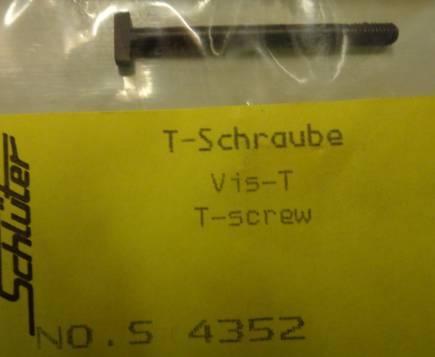 T-Schraube
Vis-T
T-screw
Schlüter
NO.S 4352